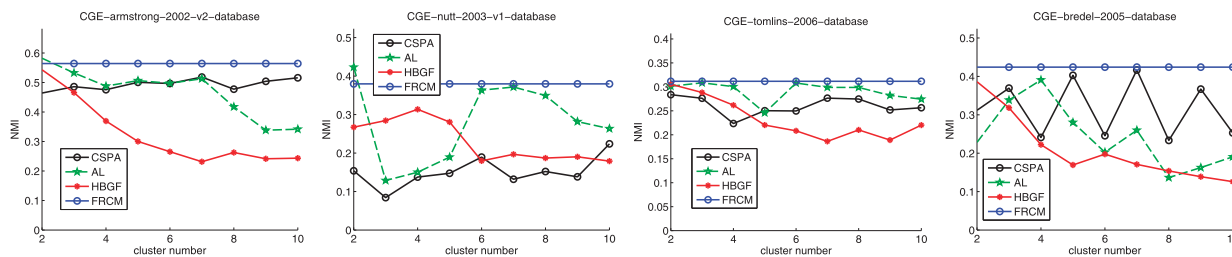 CGE-armstrong-2002-v2-database
0.6
0.5
0.4
0.3
0.2
0.1
0
NMI
2 4 6 8 10
cluster number
CSPA
AL
HBGF
FRCM
CGE-nutt-2003-v1-database
0.5
0.4
0.3
0.2
0.1
0
NMI
2 4 6 8 10
cluster number
CSPA
AL
HBGF
FRCM
CGE-tomlins-2006-database
0.4
0.35
0.3
0.25
0.2
0.15
0.1
0.05
0
NMI
2 4 6 8 10
cluster number
CSPA
AL
HBGF
FRCM
CGE-bredel-2005-database
0.5
0.4
0.3
0.2
0.1
0
NMI
2 4 6 8 10
cluster number
CSPA
AL
HBGF
FRCM